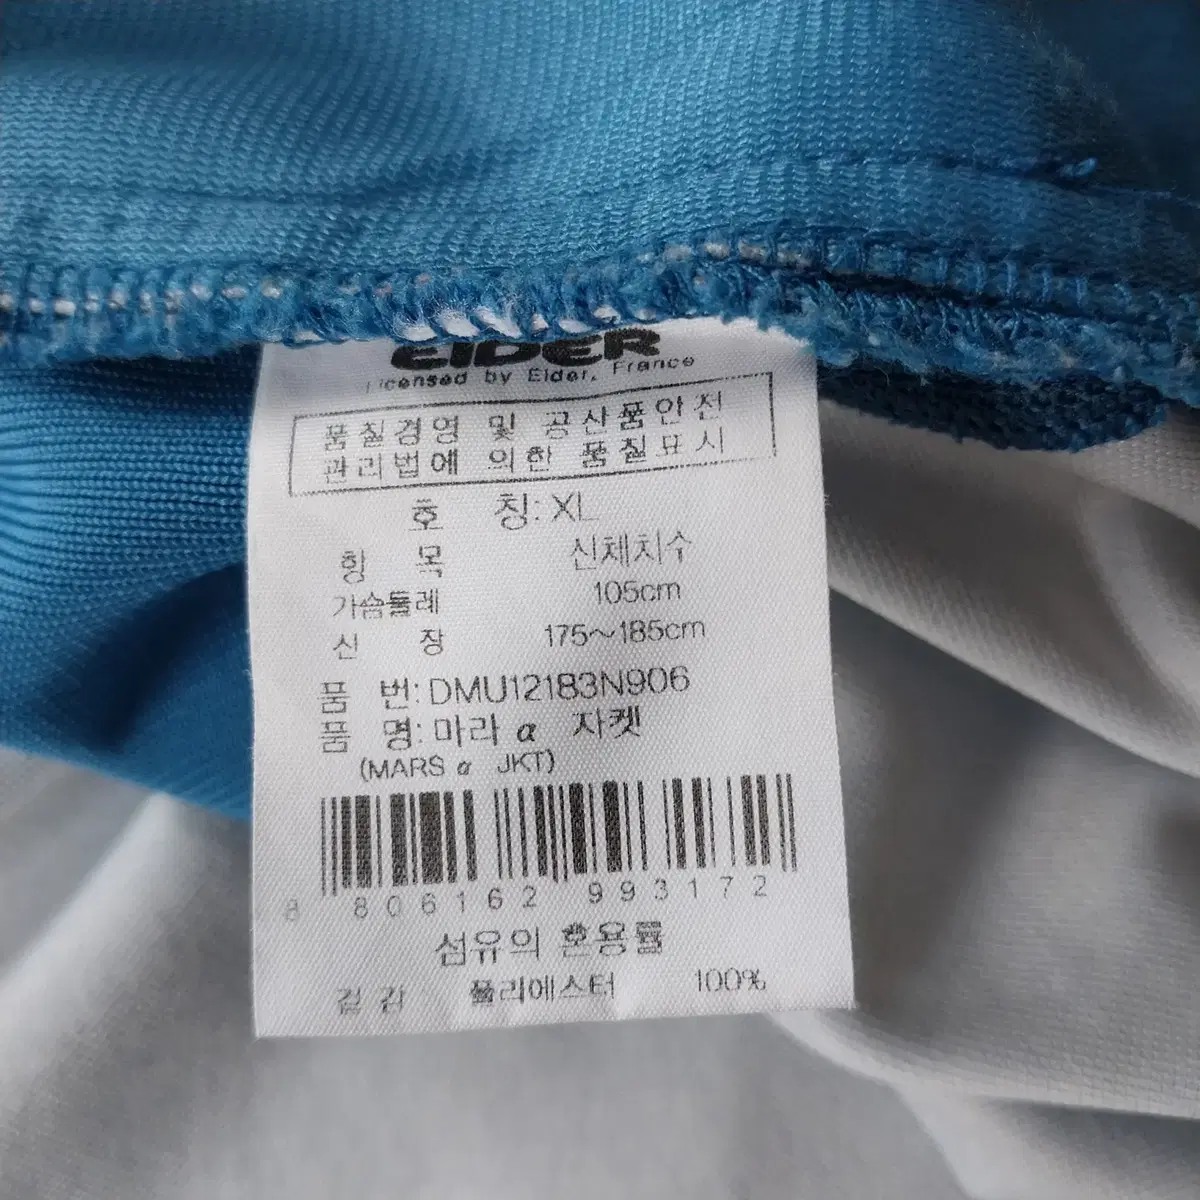 EIDER
Licensed by Eider, France
품질경영 및 공산품안전
관리법에 의한 품질표시
호 칭: XL
항 목 신체치수
가슴둘레 105cm
신 장 175~185cm
품 번: DMU12183N906
품 명: 마라 α 자켓
(MARS α JKT)
8 806162 993172
섬유의 혼용률
겉감 폴리에스터 100%